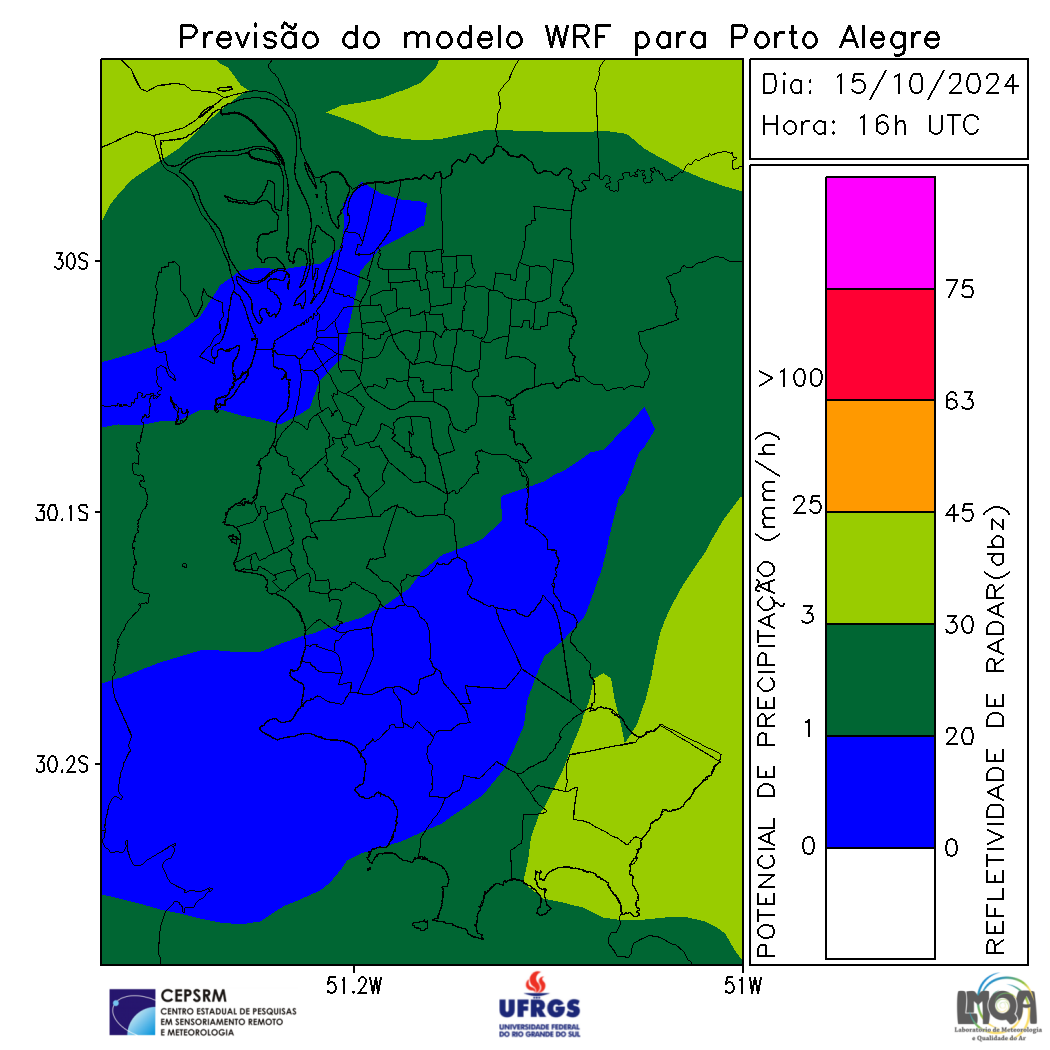 Previsão do modelo WRF para Porto Alegre
Dia: 15/10/2024
Hora: 16h UTC
30S
30.1S
30.2S
51.2W
51W
POTENCIAL DE PRECIPITAÇÃO (mm/h)
>100
25
3
1
0
75
63
45
30
20
0
REFLETIVIDADE DE RADAR(dbz)
CEPSRM
CENTRO ESTADUAL DE PESQUISAS
EM SENSORIAMENTO REMOTO
E METEOROLOGIA
UFRGS
UNIVERSIDADE FEDERAL
DO RIO GRANDE DO SUL
LMQA
Laboratório de Meteorologia
e Qualidade do Ar